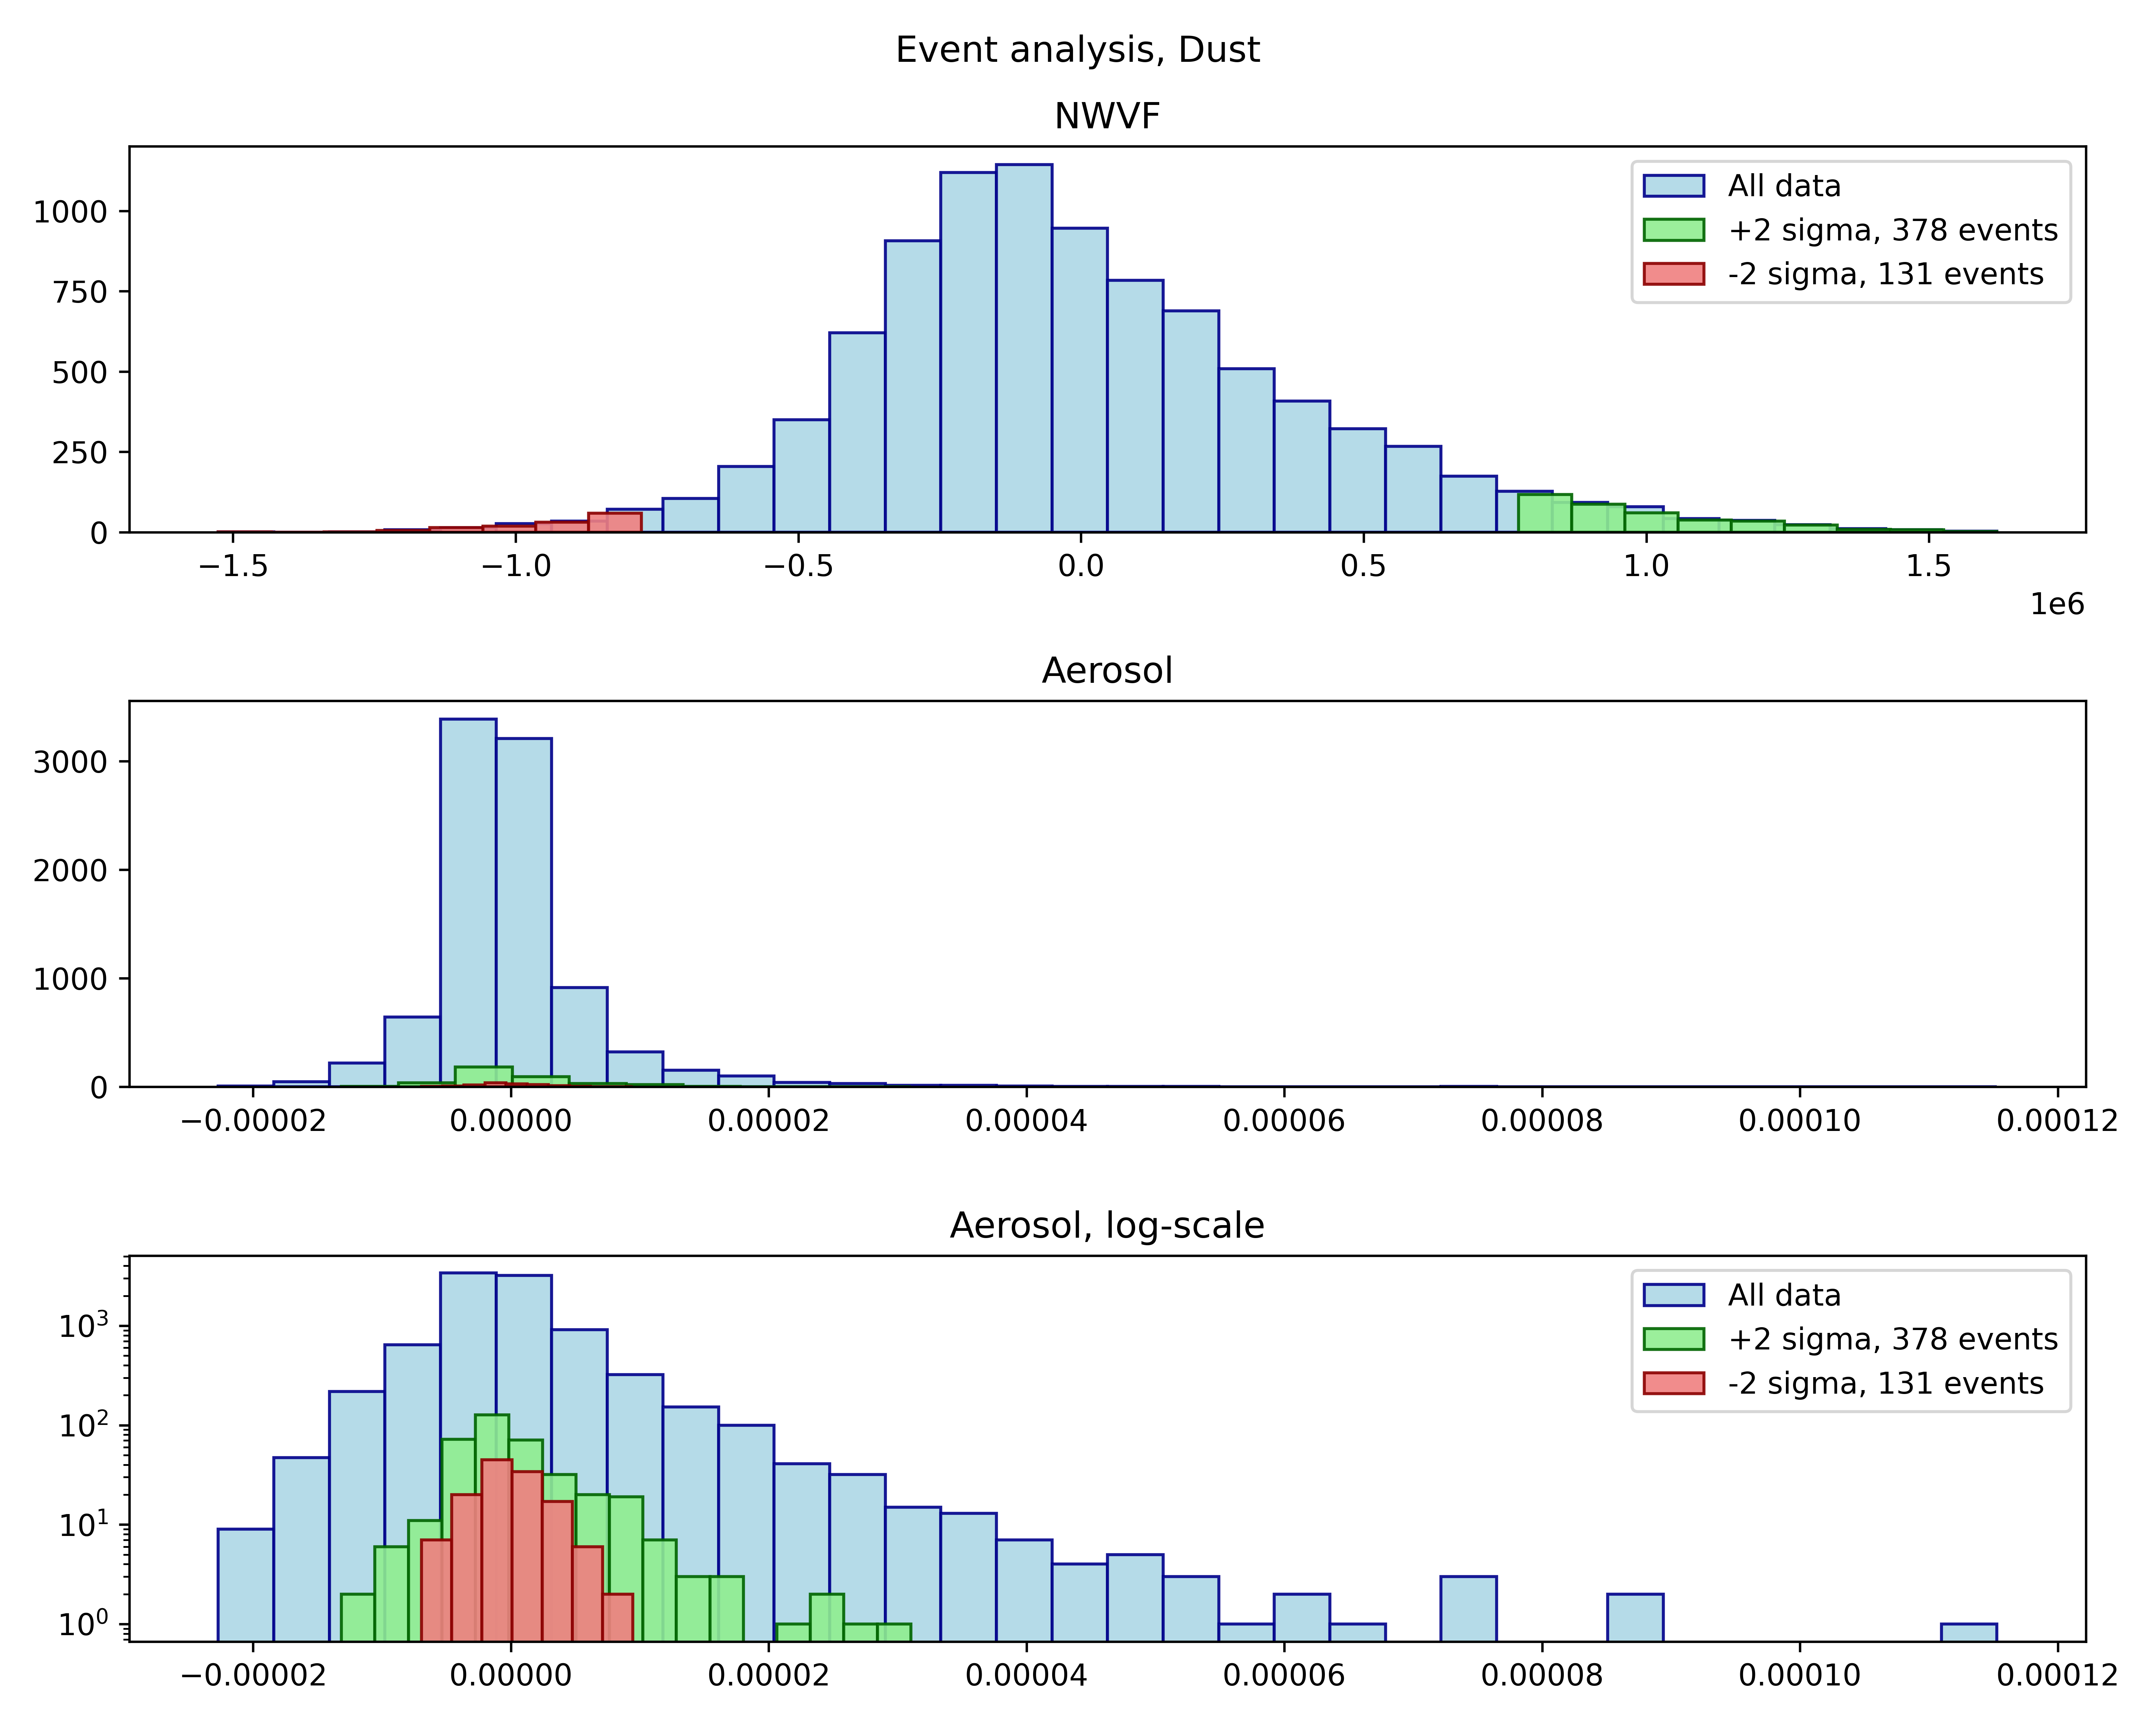 Event analysis, Dust
NWVF
1000
750
500
250
0
All data
+2 sigma, 378 events
-2 sigma, 131 events
−1.5 −1.0 −0.5 0.0 0.5 1.0 1.5
1e6
Aerosol
3000
2000
1000
0
−0.00002 0.00000 0.00002 0.00004 0.00006 0.00008 0.00010 0.00012
Aerosol, log-scale
10³
10²
10¹
10⁰
All data
+2 sigma, 378 events
-2 sigma, 131 events
−0.00002 0.00000 0.00002 0.00004 0.00006 0.00008 0.00010 0.00012